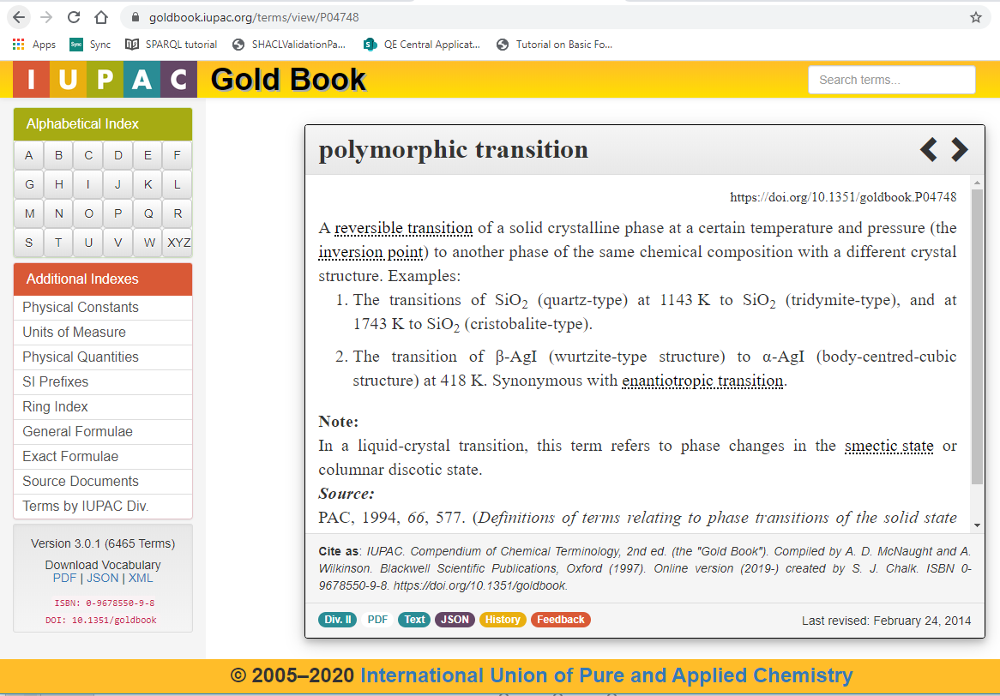 goldbook.iupac.org/terms/view/P04748
Apps Sync Sync SPARQL tutorial SHACLValidationPa... S QE Central Applicat... Tutorial on Basic Fo...
I U P A C Gold Book
Search terms...
Alphabetical Index
A B C D E F
G H I J K L
M N O P Q R
S T U V W XYZ
Additional Indexes
Physical Constants
Units of Measure
Physical Quantities
SI Prefixes
Ring Index
General Formulae
Exact Formulae
Source Documents
Terms by IUPAC Div.
Version 3.0.1 (6465 Terms)
Download Vocabulary
PDF | JSON | XML
ISBN: 0-9678550-9-8
DOI: 10.1351/goldbook
polymorphic transition
https://doi.org/10.1351/goldbook.P04748
A reversible transition of a solid crystalline phase at a certain temperature and pressure (the
inversion point) to another phase of the same chemical composition with a different crystal
structure. Examples:
1. The transitions of SiO₂ (quartz-type) at 1143 K to SiO₂ (tridymite-type), and at
1743 K to SiO₂ (cristobalite-type).
2. The transition of β-AgI (wurtzite-type structure) to α-AgI (body-centred-cubic
structure) at 418 K. Synonymous with enantiotropic transition.
Note:
In a liquid-crystal transition, this term refers to phase changes in the smectic state or
columnar discotic state.
Source:
PAC, 1994, 66, 577. (Definitions of terms relating to phase transitions of the solid state
Cite as: IUPAC. Compendium of Chemical Terminology, 2nd ed. (the "Gold Book"). Compiled by A. D. McNaught and A.
Wilkinson. Blackwell Scientific Publications, Oxford (1997). Online version (2019-) created by S. J. Chalk. ISBN 0-
9678550-9-8. https://doi.org/10.1351/goldbook.
Div. II PDF Text JSON History Feedback
Last revised: February 24, 2014
© 2005–2020 International Union of Pure and Applied Chemistry